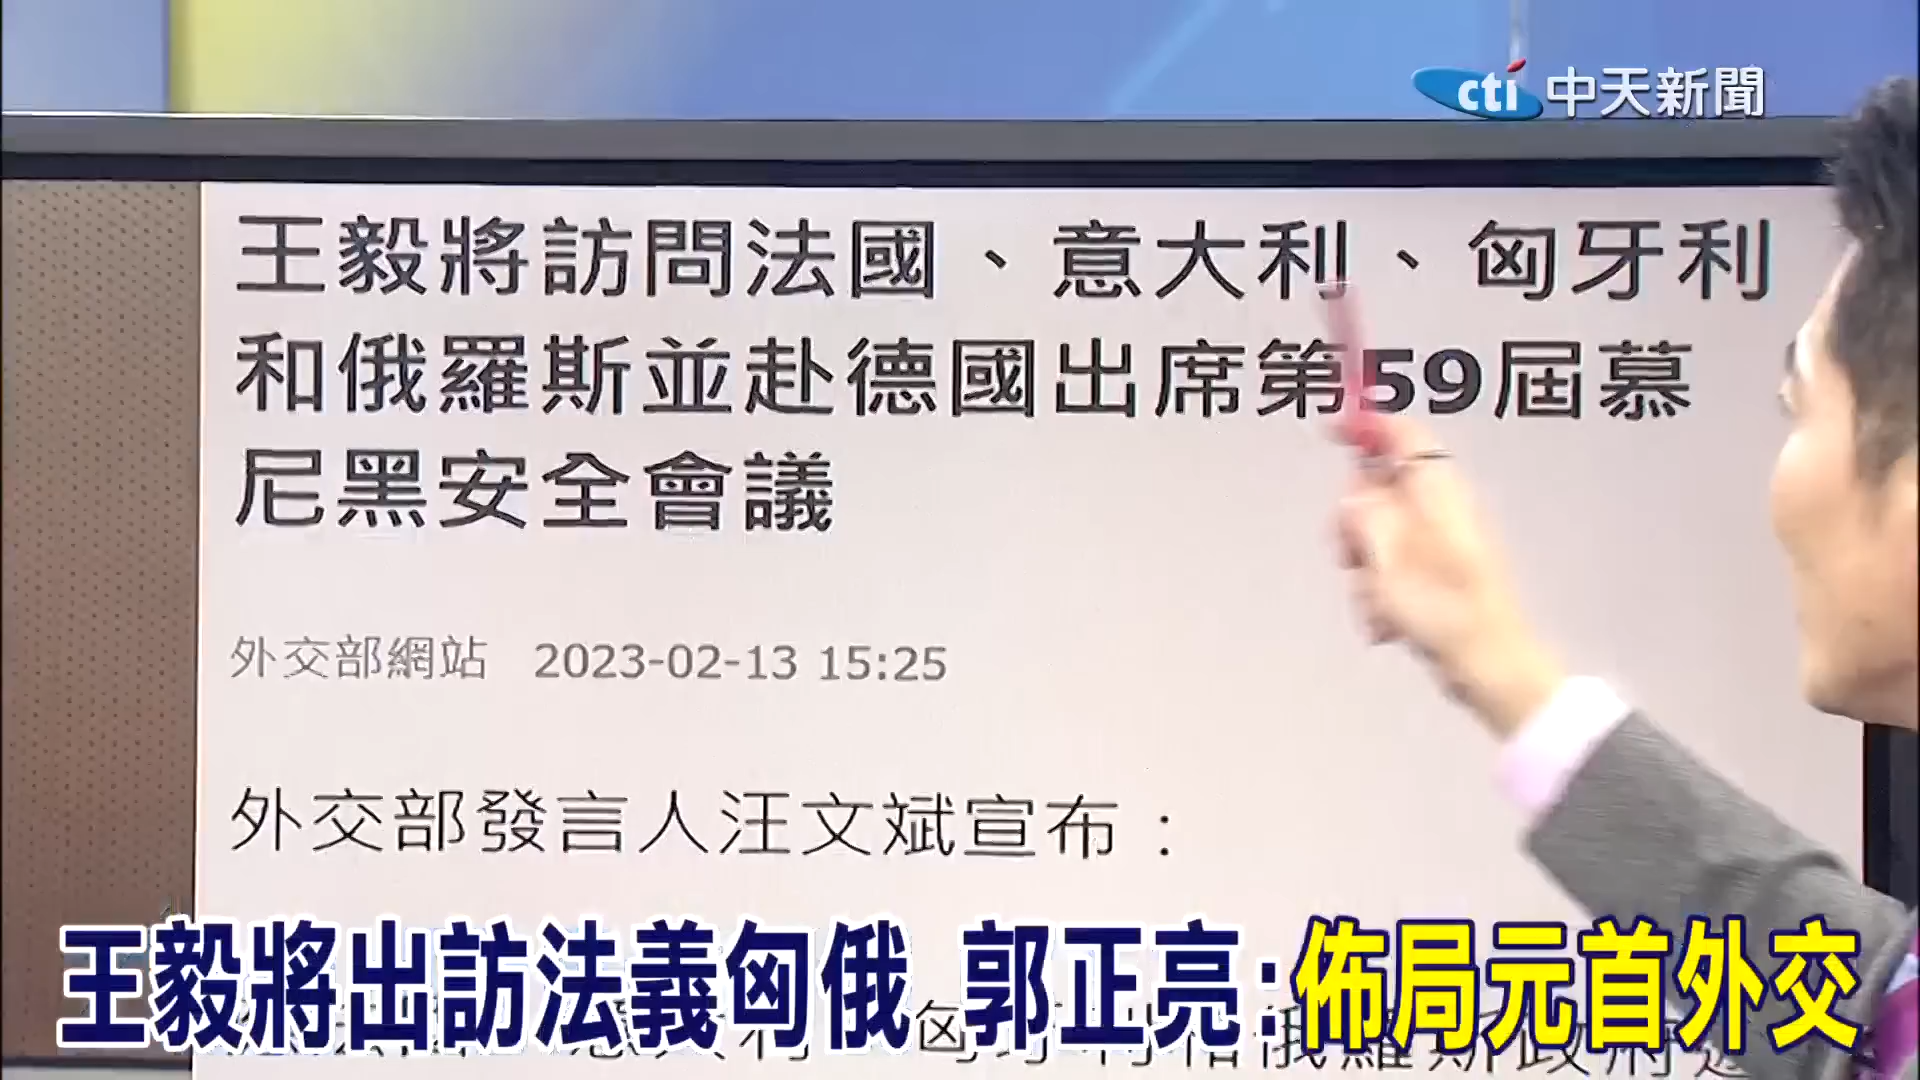 cti 中天新聞
王毅將訪問法國、意大利、匈牙利
和俄羅斯並赴德國出席第59屆慕
尼黑安全會議
外交部網站 2023-02-13 15:25
外交部發言人汪文斌宣布：
王毅將出訪法義匈俄 郭正亮:佈局元首外交